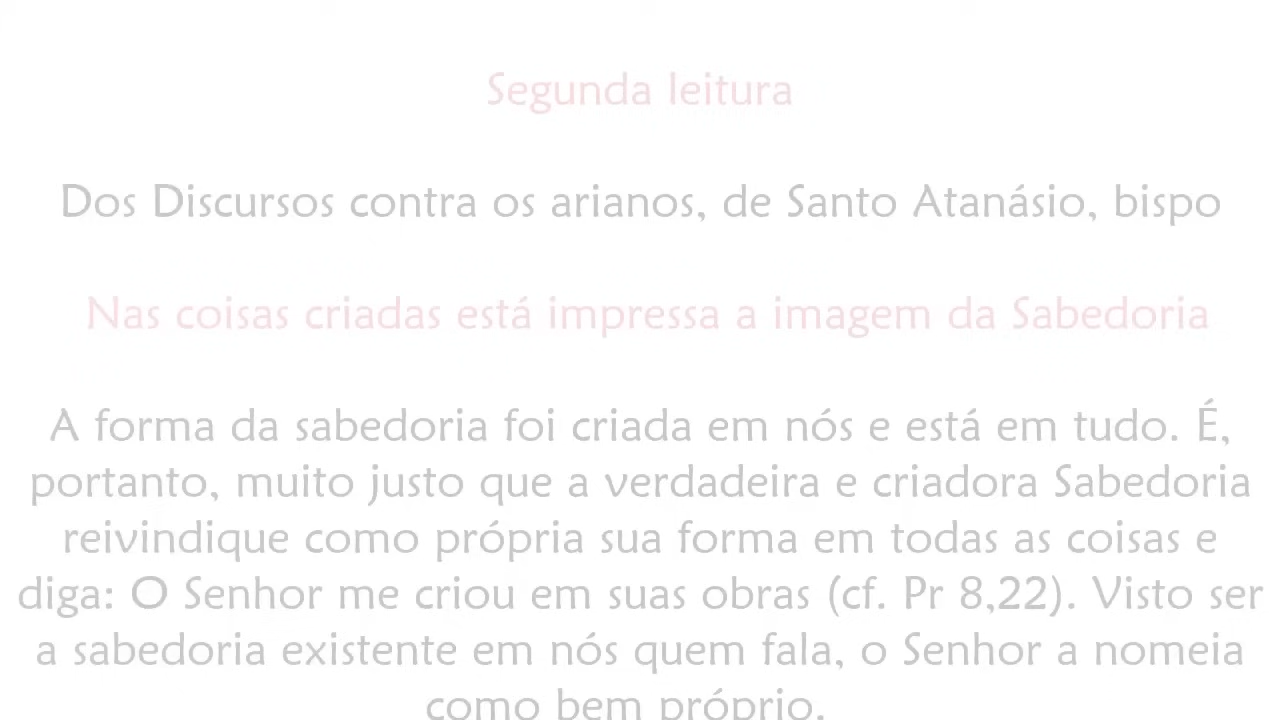 Segunda leitura
Dos Discursos contra os arianos, de Santo Atanásio, bispo
Nas coisas criadas está impressa a imagem da Sabedoria
A forma da sabedoria foi criada em nós e está em tudo. É,
portanto, muito justo que a verdadeira e criadora Sabedoria
reivindique como própria sua forma em todas as coisas e
diga: O Senhor me criou em suas obras (cf. Pr 8,22). Visto ser
a sabedoria existente em nós quem fala, o Senhor a nomeia
como bem próprio.